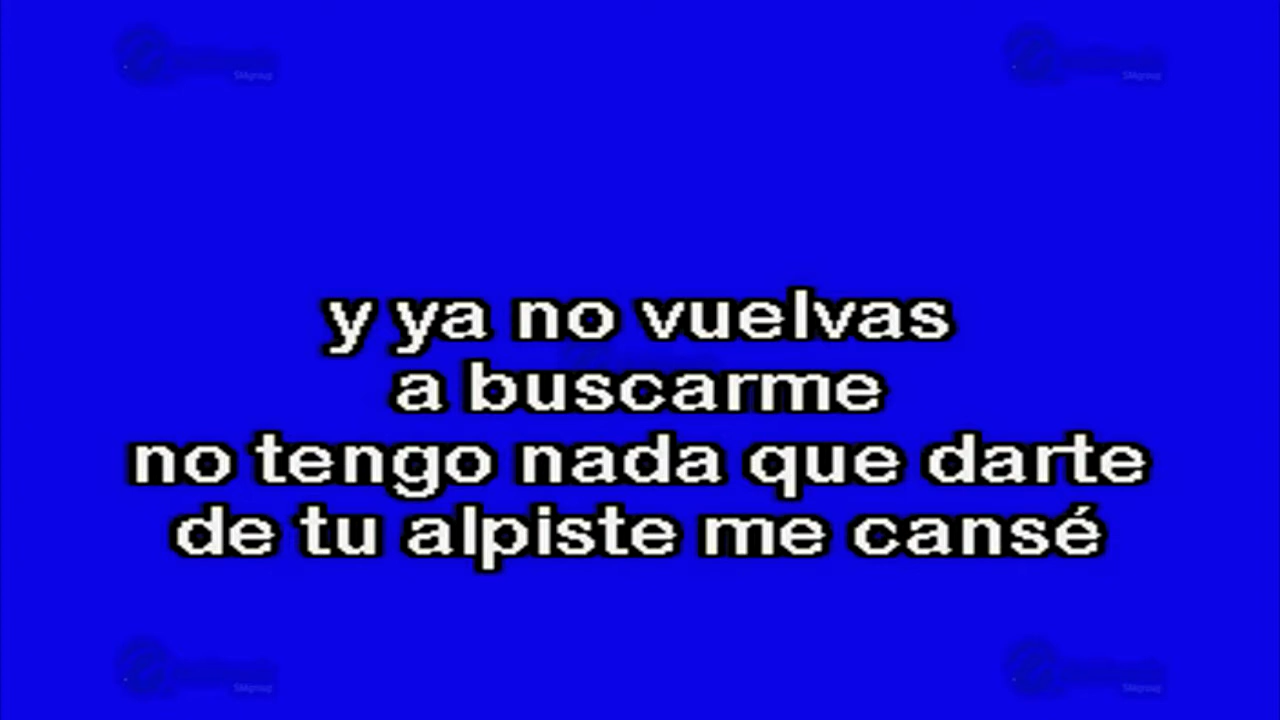 y ya no vuelvas
a buscarme
no tengo nada que darte
de tu alpiste me cansé